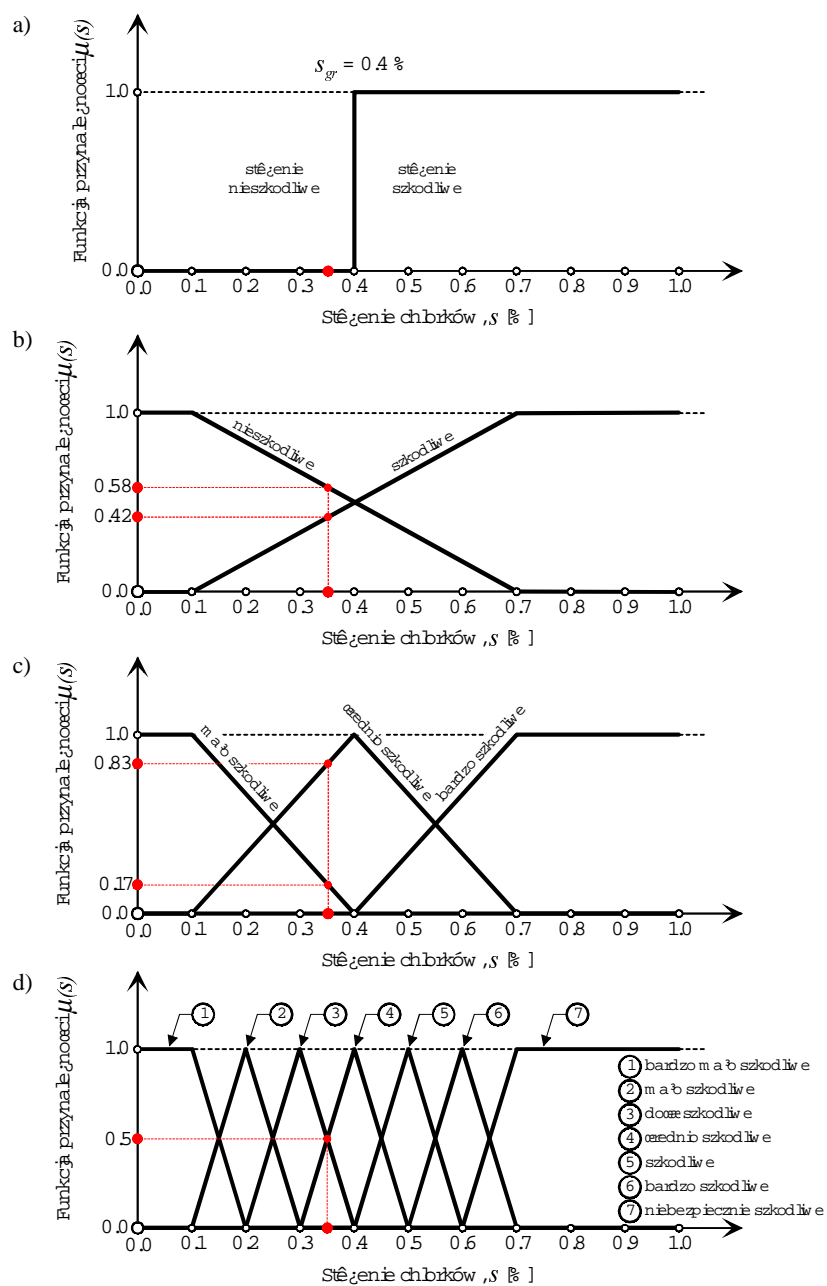 a)
Funkcja przynale¿noœci μ(s)
s_gr = 0.4 %
1.0
stê¿enie
nieszkodliwe
stê¿enie
szkodliwe
0.0
0.0 0.1 0.2 0.3 0.4 0.5 0.6 0.7 0.8 0.9 1.0
Stê¿enie chlorków, s [%]
b)
Funkcja przynale¿noœci μ(s)
1.0
nieszkodliwe
szkodliwe
0.58
0.42
0.0
0.0 0.1 0.2 0.3 0.4 0.5 0.6 0.7 0.8 0.9 1.0
Stê¿enie chlorków, s [%]
c)
Funkcja przynale¿noœci μ(s)
1.0
ma³o szkodliwe
œrednio szkodliwe
bardzo szkodliwe
0.83
0.17
0.0
0.0 0.1 0.2 0.3 0.4 0.5 0.6 0.7 0.8 0.9 1.0
Stê¿enie chlorków, s [%]
d)
Funkcja przynale¿noœci μ(s)
1 2 3 4 5 6 7
1.0
1 bardzo ma³o szkodliwe
2 ma³o szkodliwe
3 doœæ szkodliwe
4 œrednio szkodliwe
5 szkodliwe
6 bardzo szkodliwe
7 niebezpiecznie szkodliwe
0.5
0.0
0.0 0.1 0.2 0.3 0.4 0.5 0.6 0.7 0.8 0.9 1.0
Stê¿enie chlorków, s [%]